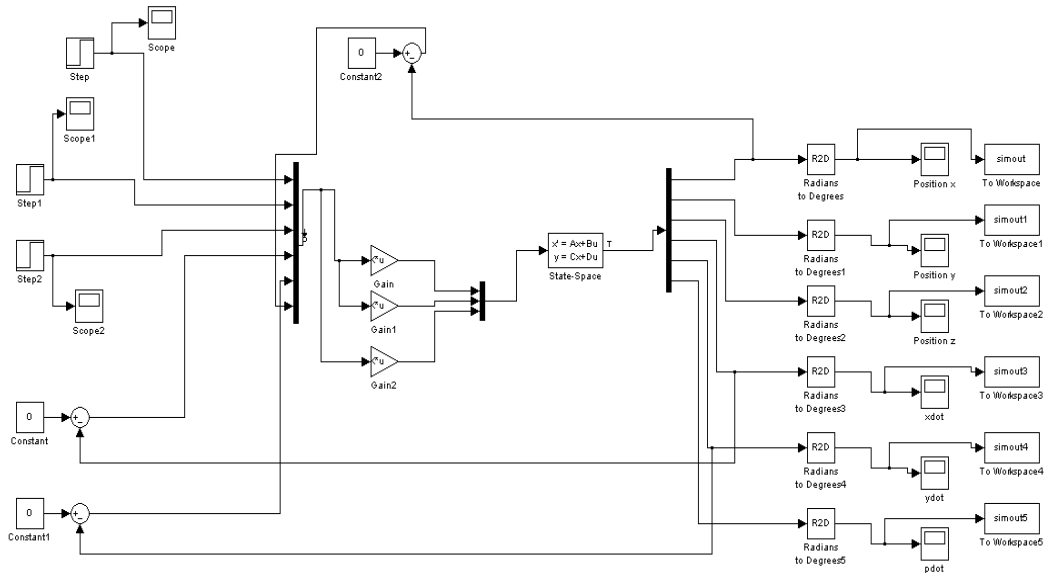 Scope
Step
0
Constant2
Scope1
Step1
Step2
Scope2
u
Gain
u
Gain1
u
Gain2
x' = Ax+Bu
y = Cx+Du
State-Space
T
0
Constant
0
Constant1
R2D
Radians
to Degrees
Position x
simout
To Workspace
R2D
Radians
to Degrees1
Position y
simout1
To Workspace1
R2D
Radians
to Degrees2
Position z
simout2
To Workspace2
R2D
Radians
to Degrees3
xdot
simout3
To Workspace3
R2D
Radians
to Degrees4
ydot
simout4
To Workspace4
R2D
Radians
to Degrees5
pdot
simout5
To Workspace5